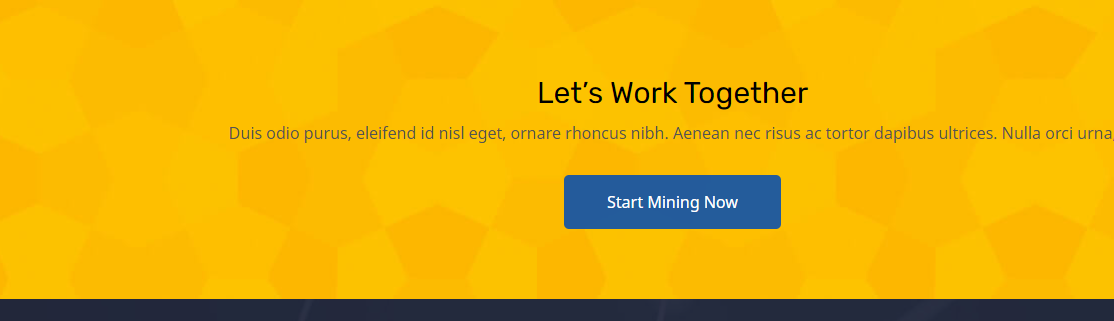 Let’s Work Together
Duis odio purus, eleifend id nisl eget, ornare rhoncus nibh. Aenean nec risus ac tortor dapibus ultrices. Nulla orci urna,
Start Mining Now